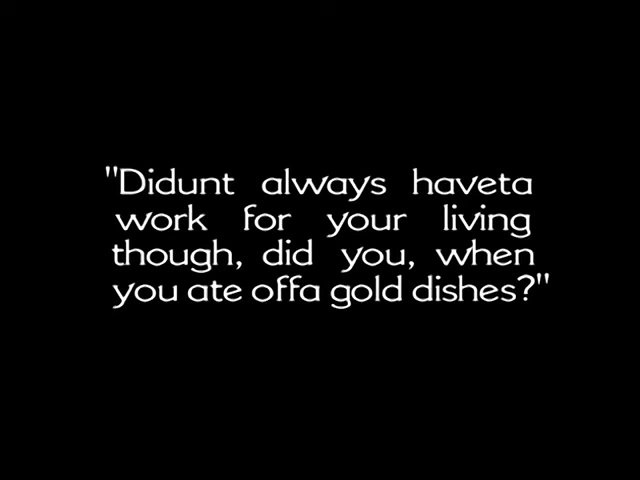 "Didunt always haveta
work for your living
though, did you, when
you ate offa gold dishes?"